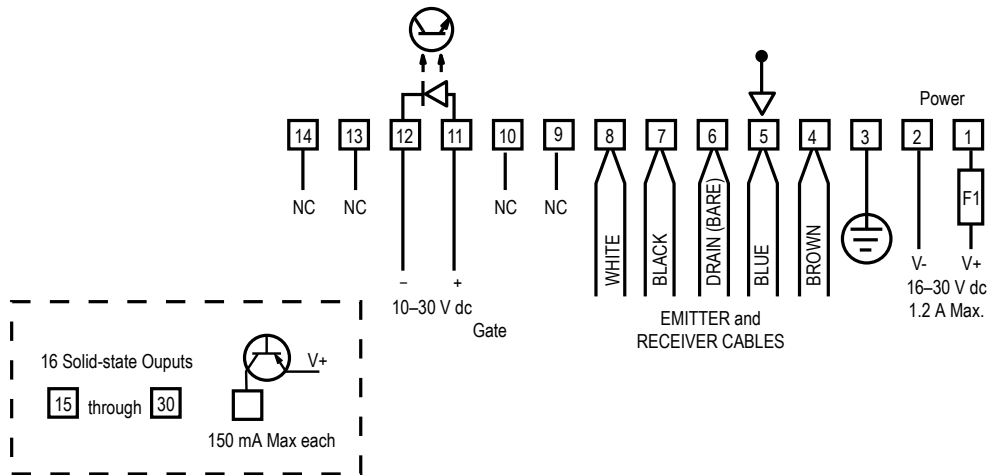 Power
14 13 12 11 10 9 8 7 6 5 4 3 2 1
F1
NC NC NC NC
WHITE
BLACK
DRAIN (BARE)
BLUE
BROWN
− +
10–30 V dc
Gate
V- V+
16–30 V dc
1.2 A Max.
EMITTER and
RECEIVER CABLES
16 Solid-state Ouputs
V+
15 through 30
150 mA Max each